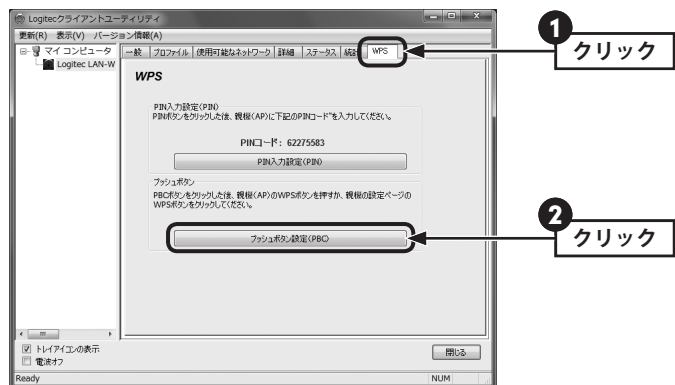 Logitecクライアントユーティリティ
更新(R) 表示(V) バージョン情報(A)
マイ コンピュータ
Logitec LAN-W
一般 プロファイル 使用可能なネットワーク 詳細 ステータス 統計 WPS
1
クリック
WPS
PIN入力設定(PIN)
PINボタンをクリックした後、親機(AP)に下記のPINコードを入力してください。
PINコード: 62275583
PIN入力設定(PIN)
プッシュボタン
PBCボタンをクリックした後、親機(AP)のWPSボタンを押すか、親機の設定ページの
WPSボタンをクリックしてください。
プッシュボタン設定(PBC)
2
クリック
トレイアイコンの表示
電波オフ
閉じる
Ready
NUM